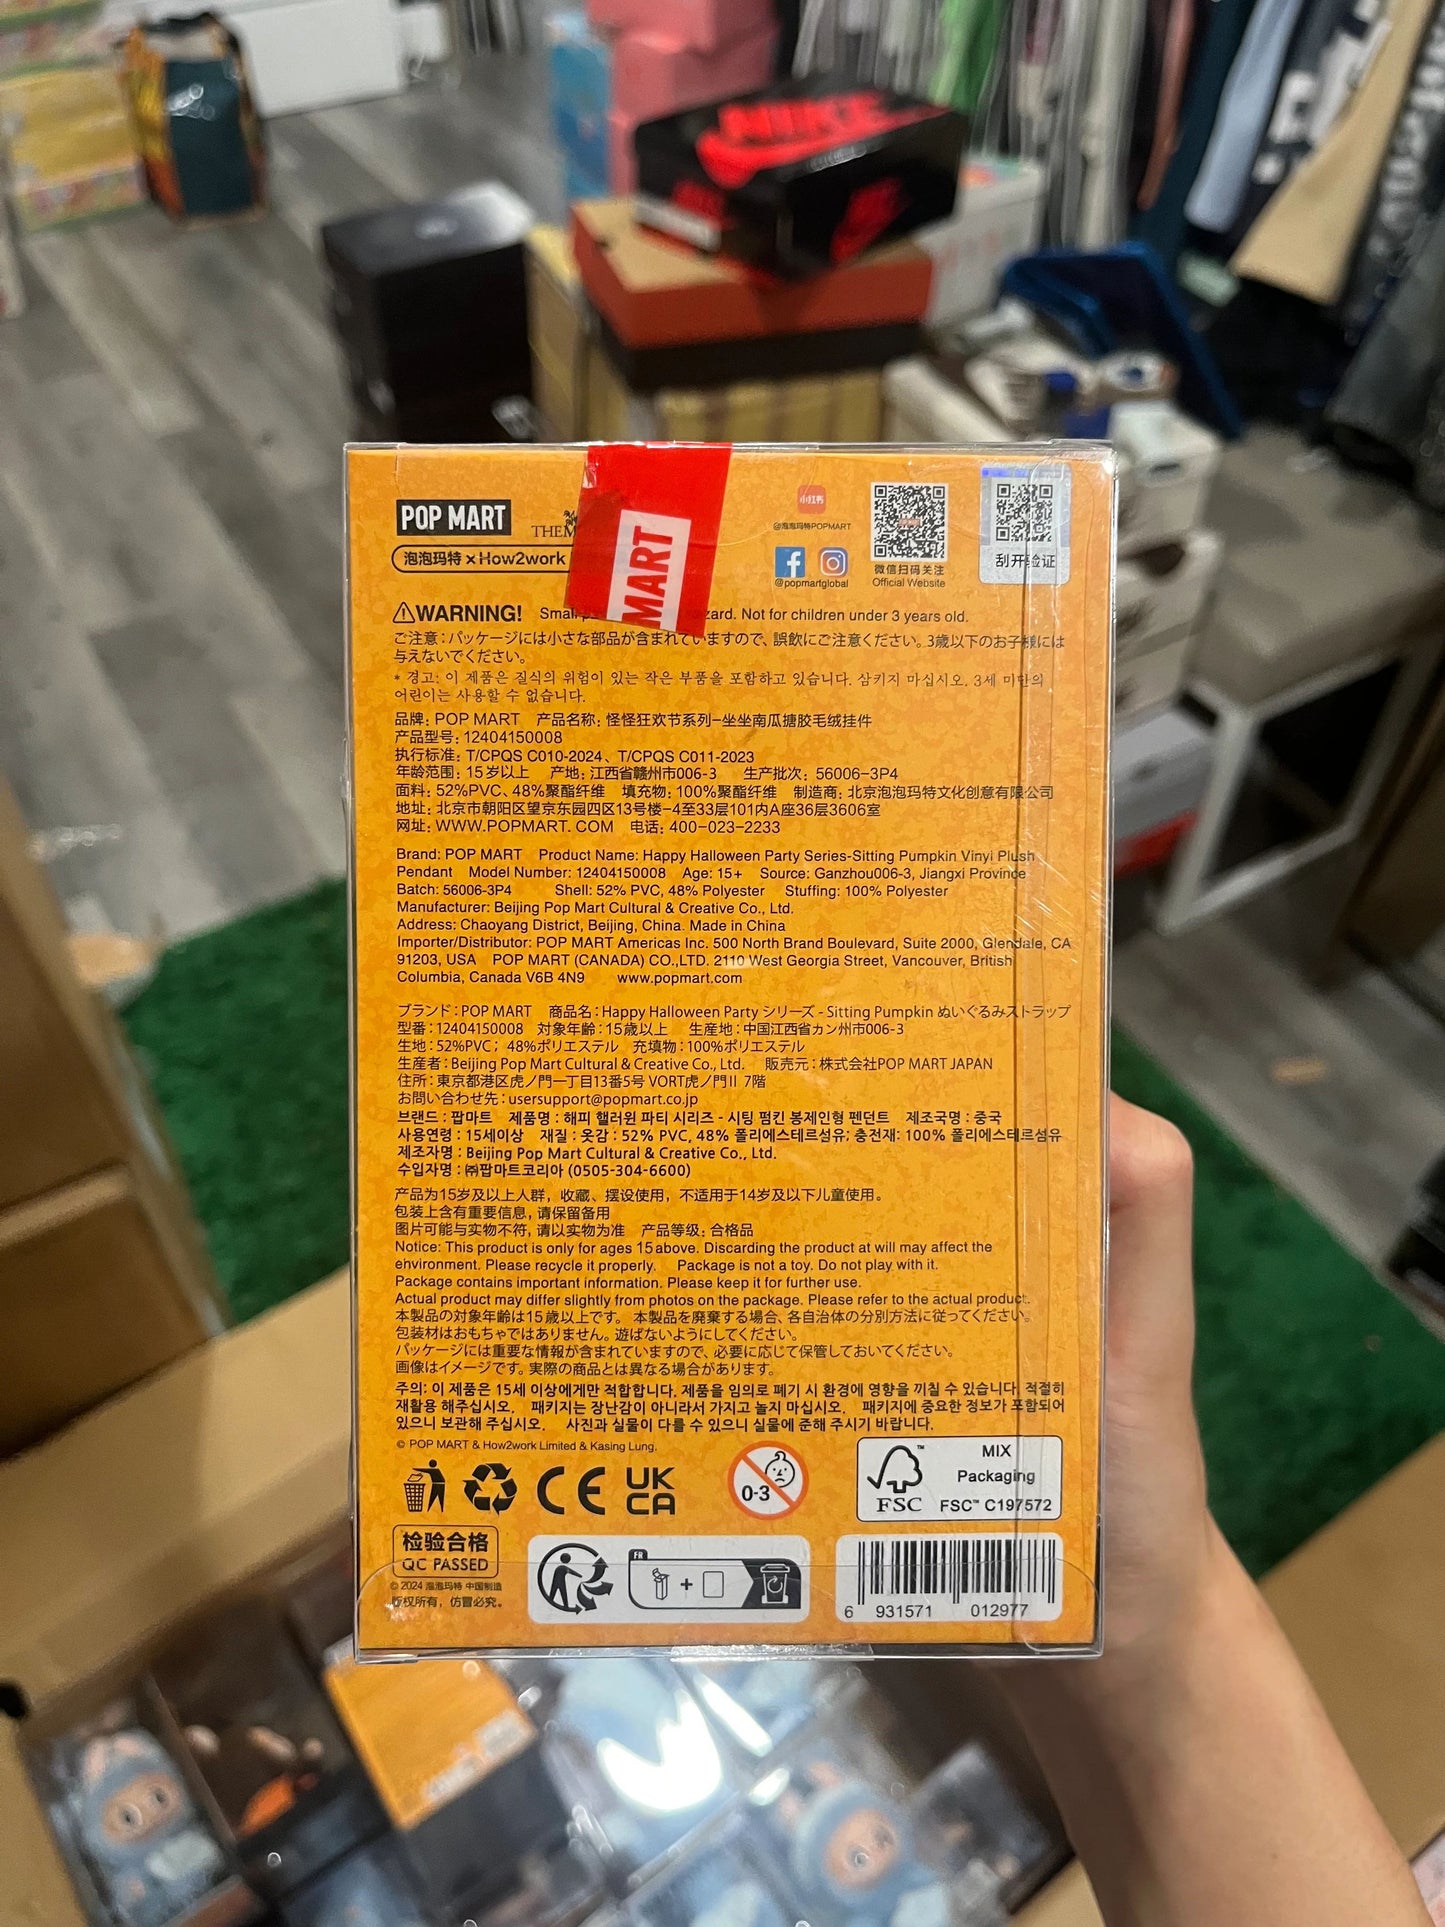 NIKE
POP MART
THE M
泡泡玛特×How2work
MART
小红书
@泡泡玛特POPMART
@popmartglobal
微信扫码关注
Official Website
刮开验证
WARNING! Small zard. Not for children under 3 years old.
ご注意：パッケージには小さな部品が含まれていますので、誤飲にご注意ください。3歳以下のお子様には
与えないでください。
* 경고: 이 제품은 질식의 위험이 있는 작은 부품을 포함하고 있습니다. 삼키지 마십시오. 3세 미만의
어린이는 사용할 수 없습니다.
品牌：POP MART 产品名称：怪怪狂欢节系列-坐坐南瓜搪胶毛绒挂件
产品型号：12404150008
执行标准：T/CPQS C010-2024、T/CPQS C011-2023
年龄范围：15岁以上 产地：江西省赣州市006-3 生产批次：56006-3P4
面料：52%PVC、48%聚酯纤维 填充物：100%聚酯纤维 制造商：北京泡泡玛特文化创意有限公司
地址：北京市朝阳区望京东园四区13号楼-4至33层101内A座36层3606室
网址：WWW.POPMART.COM 电话：400-023-2233
Brand: POP MART Product Name: Happy Halloween Party Series-Sitting Pumpkin Vinyl Plush
Pendant Model Number: 12404150008 Age: 15+ Source: Ganzhou006-3, Jiangxi Province
Batch: 56006-3P4 Shell: 52% PVC, 48% Polyester Stuffing: 100% Polyester
Manufacturer: Beijing Pop Mart Cultural & Creative Co., Ltd.
Address: Chaoyang District, Beijing, China. Made in China
Importer/Distributor: POP MART Americas Inc. 500 North Brand Boulevard, Suite 2000, Glendale, CA
91203, USA POP MART (CANADA) CO.,LTD. 2110 West Georgia Street, Vancouver, British
Columbia, Canada V6B 4N9 www.popmart.com
ブランド：POP MART 商品名：Happy Halloween Party シリーズ - Sitting Pumpkin ぬいぐるみストラップ
型番：12404150008 対象年齢：15歳以上 生産地：中国江西省カン州市006-3
生地：52%PVC； 48%ポリエステル 充填物：100%ポリエステル
生産者：Beijing Pop Mart Cultural & Creative Co., Ltd. 販売元：株式会社POP MART JAPAN
住所：東京都港区虎ノ門一丁目13番5号 VORT虎ノ門II 7階
お問い合わせ先：usersupport@popmart.co.jp
브랜드 : 팝마트 제품명 : 해피 핼러윈 파티 시리즈 - 시팅 펌킨 봉제인형 펜던트 제조국명 : 중국
사용연령 : 15세이상 재질 : 옷감 : 52% PVC, 48% 폴리에스테르섬유; 충전재: 100% 폴리에스테르섬유
제조자명 : Beijing Pop Mart Cultural & Creative Co., Ltd.
수입자명 : ㈜팝마트코리아 (0505-304-6600)
产品为15岁及以上人群，收藏、摆设使用，不适用于14岁及以下儿童使用。
包装上含有重要信息，请保留备用
图片可能与实物不符，请以实物为准 产品等级：合格品
Notice: This product is only for ages 15 above. Discarding the product at will may affect the
environment. Please recycle it properly. Package is not a toy. Do not play with it.
Package contains important information. Please keep it for further use.
Actual product may differ slightly from photos on the package. Please refer to the actual product.
本製品の対象年齢は15歳以上です。 本製品を廃棄する場合、各自治体の分別方法に従ってください。
包装材はおもちゃではありません。遊ばないようにしてください。
パッケージには重要な情報が含まれていますので、必要に応じて保管しておいてください。
画像はイメージです。実際の商品とは異なる場合があります。
주의: 이 제품은 15세 이상에게만 적합합니다. 제품을 임의로 폐기 시 환경에 영향을 끼칠 수 있습니다. 적절히
재활용 해주십시오. 패키지는 장난감이 아니라서 가지고 놀지 마십시오. 패키지에 중요한 정보가 포함되어
있으니 보관해 주십시오. 사진과 실물이 다를 수 있으니 실물에 준해 주시기 바랍니다.
© POP MART & How2work Limited & Kasing Lung.
CE
UK
CA
0-3
FSC™
MIX
Packaging
FSC™ C197572
检验合格
QC PASSED
© 2024 泡泡玛特 中国制造
版权所有，仿冒必究。
FR
+
6 931571 012977